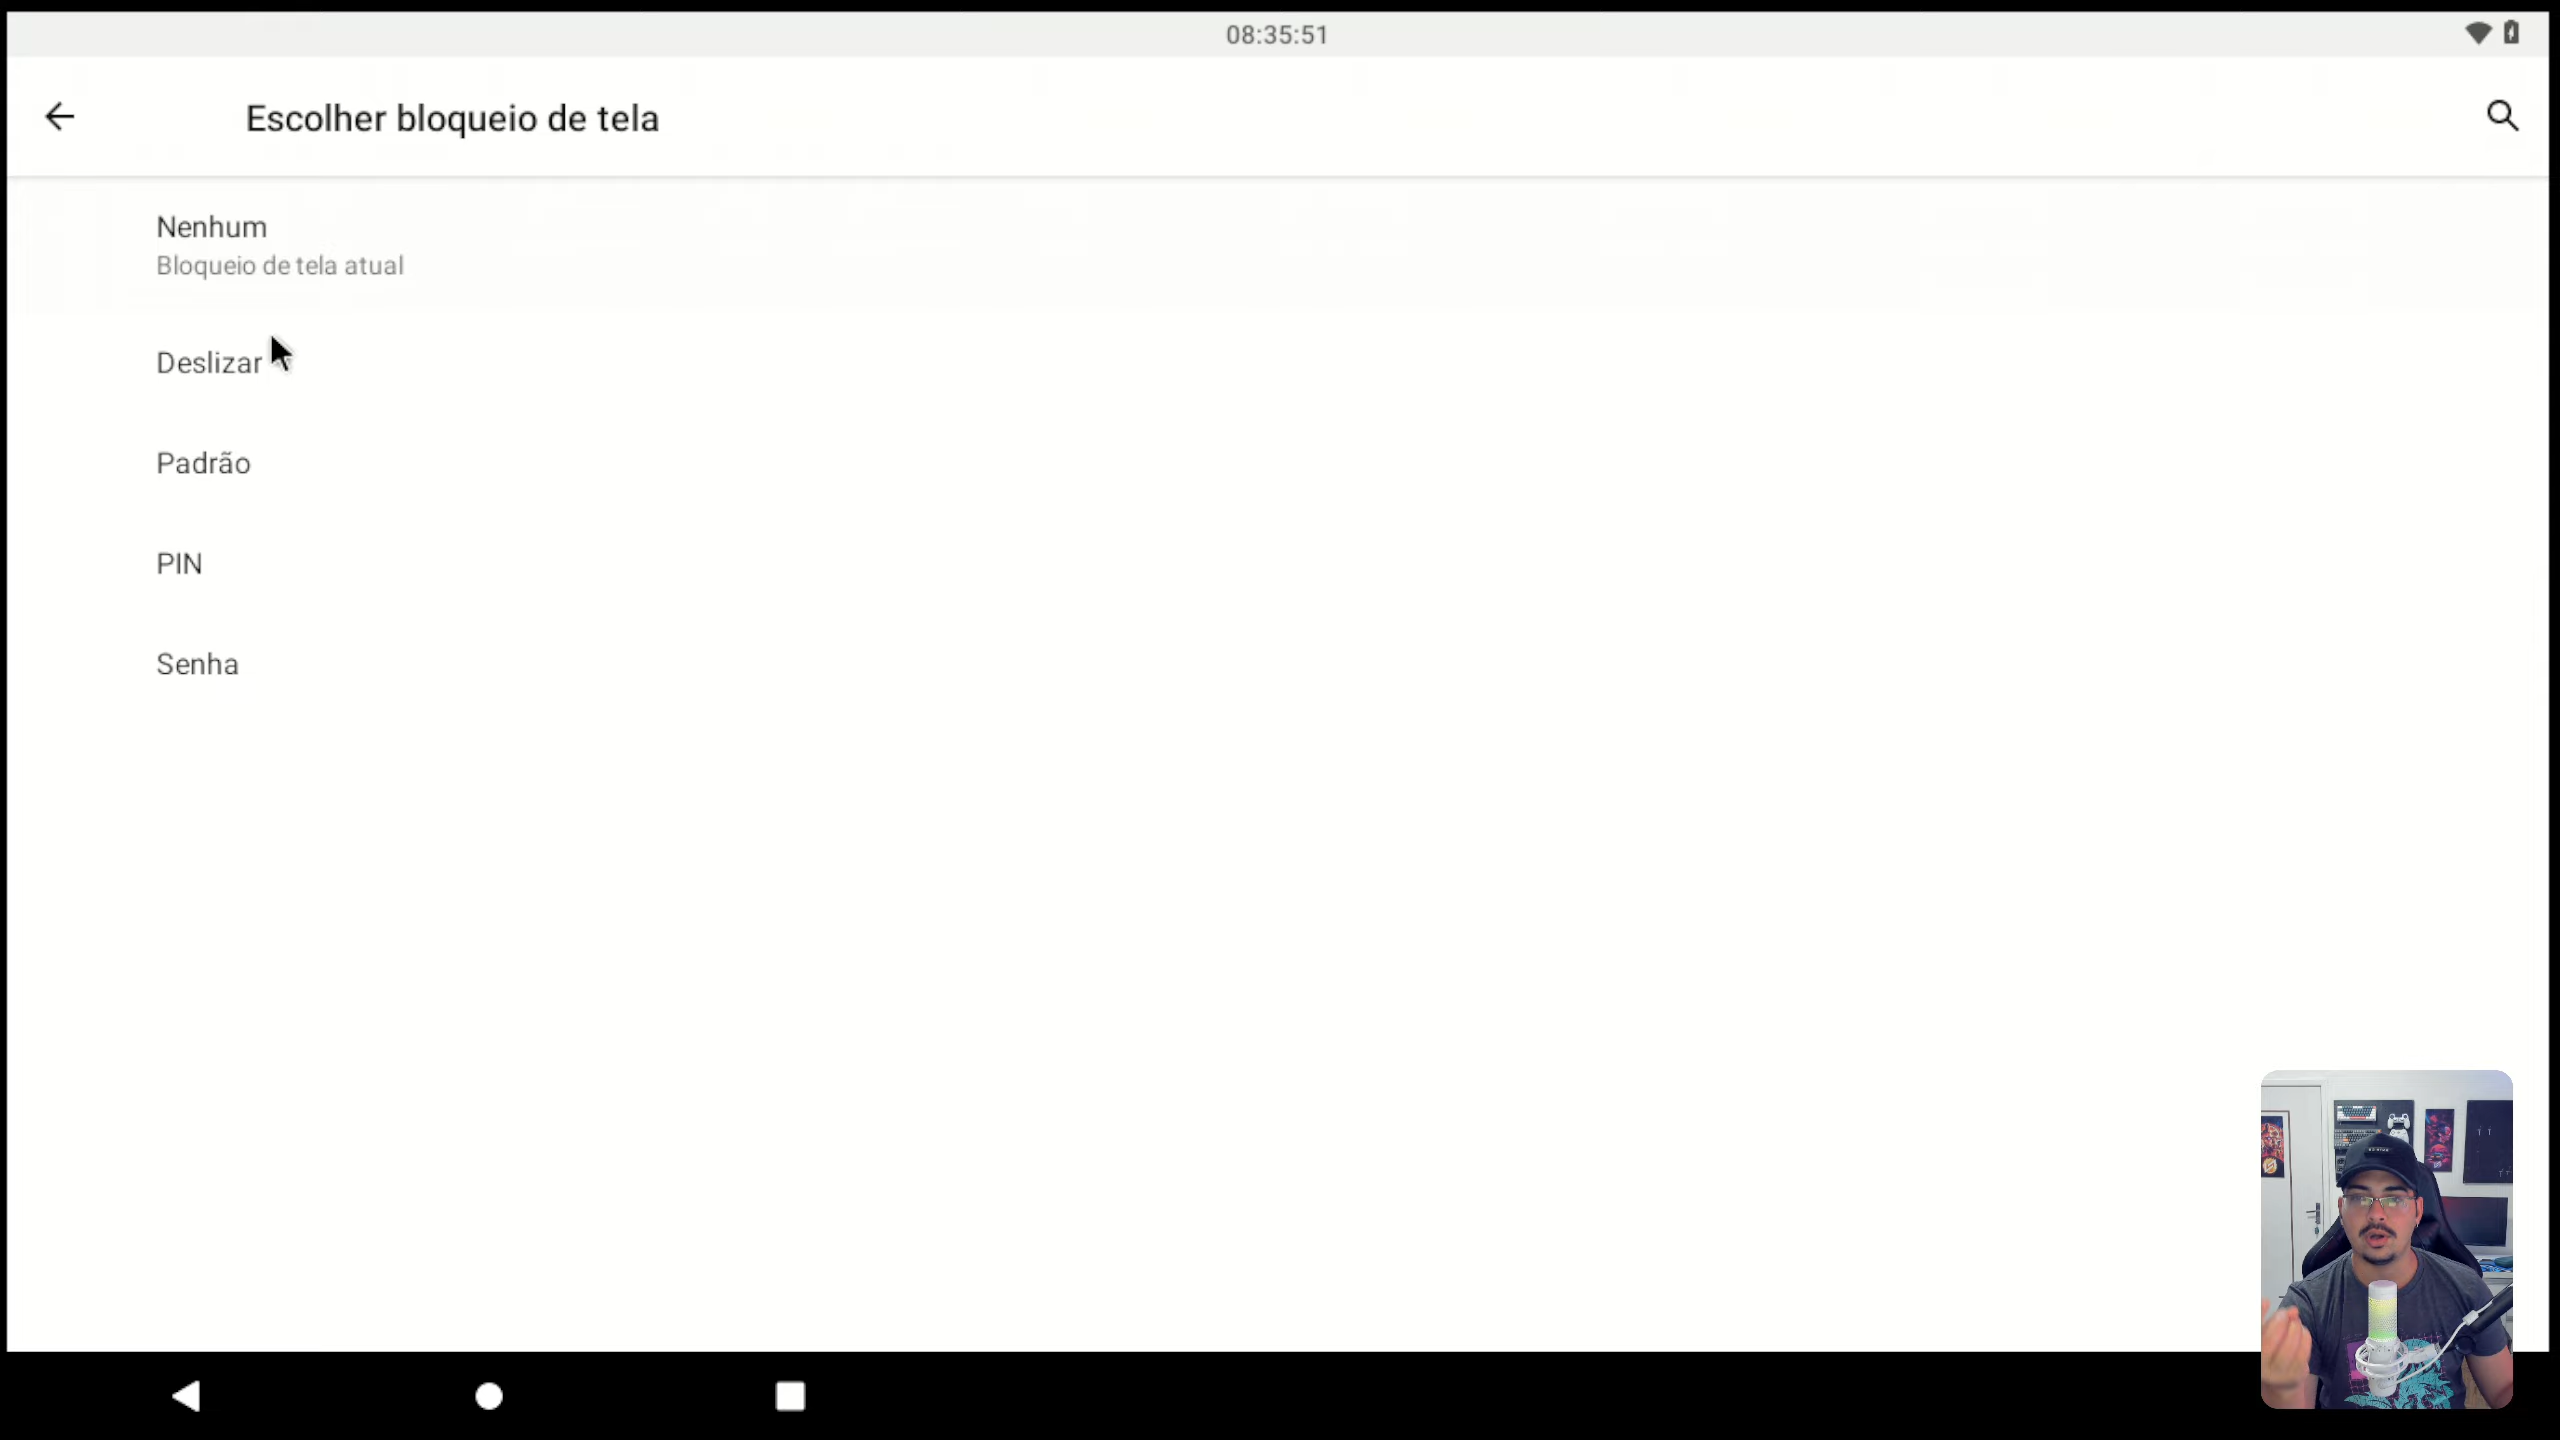 08:35:51
Escolher bloqueio de tela
Nenhum
Bloqueio de tela atual
Deslizar
Padrão
PIN
Senha